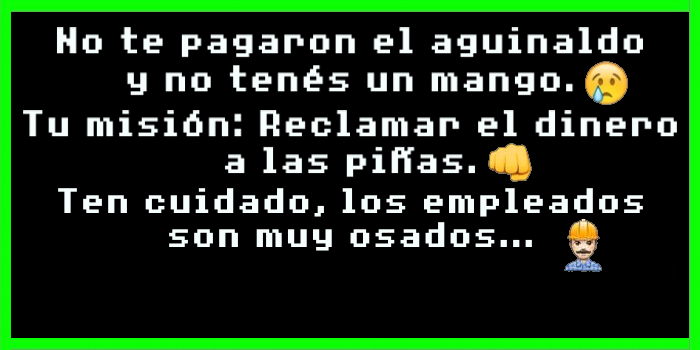 No te pagaron el aguinaldo
y no tenés un mango.
Tu misión: Reclamar el dinero
a las piñas.
Ten cuidado, los empleados
son muy osados...